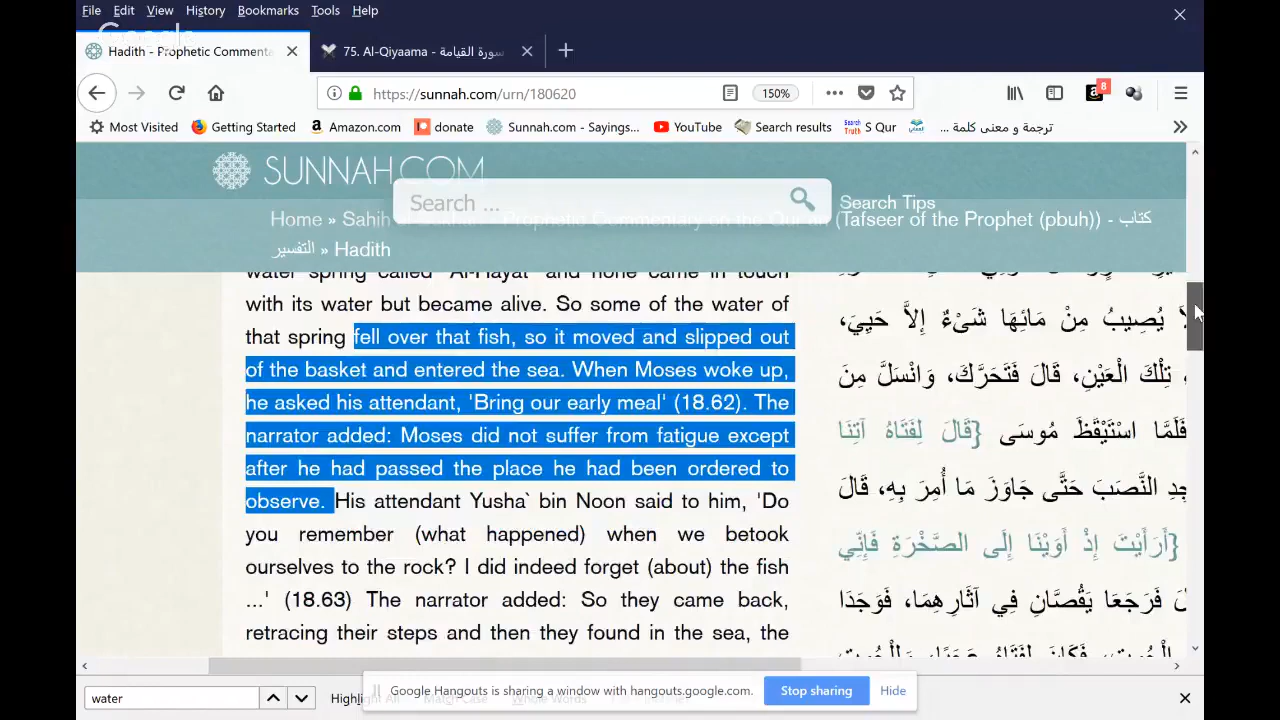 File Edit View History Bookmarks Tools Help
Google
Hadith - Prophetic Commenta
75. Al-Qiyaama - سورة القيامة
https://sunnah.com/urn/180620
150%
8
Most Visited Getting Started Amazon.com donate Sunnah.com - Sayings... YouTube Search results S Qur ترجمة و معنى كلمة ...
SUNNAH.COM
Search ...
Search Tips
Home » Sahih al-Bukhari - Prophetic Commentary on the Qur'an (Tafseer of the Prophet (pbuh)) - كتاب
التفسير » Hadith
water spring called 'Al-Hayat' and none came in touch
with its water but became alive. So some of the water of
that spring fell over that fish, so it moved and slipped out
of the basket and entered the sea. When Moses woke up,
he asked his attendant, 'Bring our early meal' (18.62). The
narrator added: Moses did not suffer from fatigue except
after he had passed the place he had been ordered to
observe. His attendant Yusha` bin Noon said to him, 'Do
you remember (what happened) when we betook
ourselves to the rock? I did indeed forget (about) the fish
...' (18.63) The narrator added: So they came back,
retracing their steps and then they found in the sea, the
يُصِيبُ مِنْ مَائِهَا شَىْءٌ إِلاَّ حَيِيَ،
تِلْكَ الْعَيْنِ، قَالَ فَتَحَرَّكَ، وَانْسَلَّ مِنَ
فَلَمَّا اسْتَيْقَظَ مُوسَى {قَالَ لِفَتَاهُ آتِنَا
النَّصَبَ حَتَّى جَاوَزَ مَا أُمِرَ بِهِ، قَالَ
{أَرَأَيْتَ إِذْ أَوَيْنَا إِلَى الصَّخْرَةِ فَإِنِّي
فَرَجَعَا يَقُصَّانِ فِي آثَارِهِمَا، فَوَجَدَا
water
Highlight All Match Case Whole Words
Google Hangouts is sharing a window with hangouts.google.com.
Stop sharing
Hide